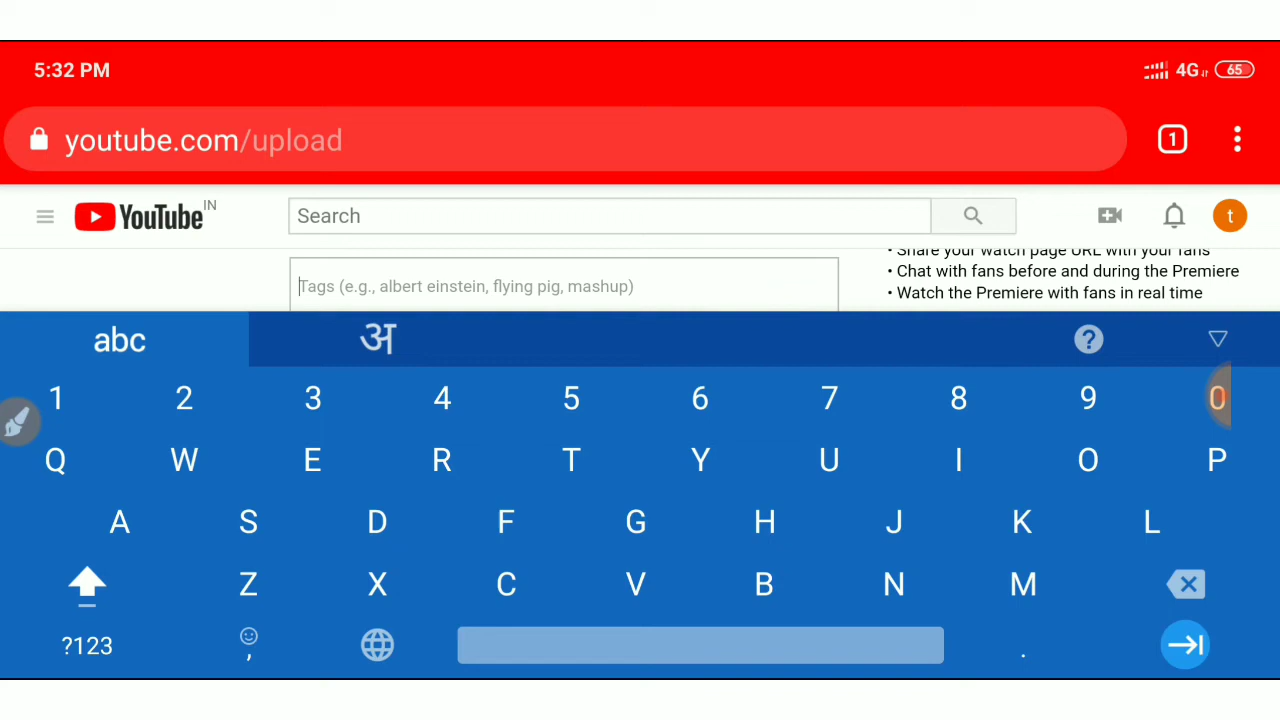 5:32 PM 4G 65
youtube.com/upload 1
YouTube IN Search t
• Share your watch page URL with your fans
Tags (e.g., albert einstein, flying pig, mashup)
• Chat with fans before and during the Premiere
• Watch the Premiere with fans in real time
abc अ ?
1 2 3 4 5 6 7 8 9 0
Q W E R T Y U I O P
A S D F G H J K L
Z X C V B N M
?123 , .